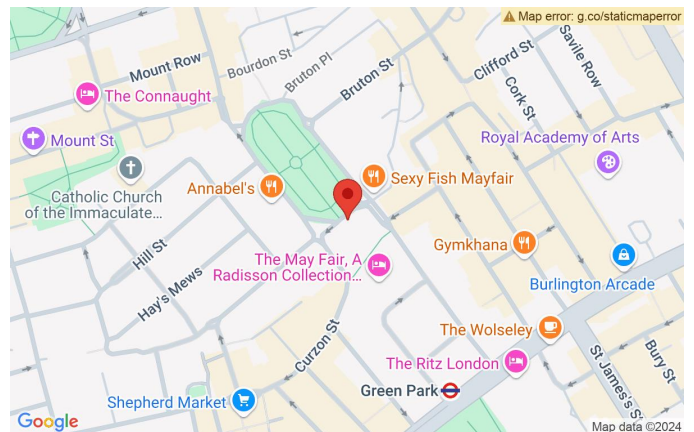 Map error: g.co/staticmaperror
Clifford St
Savile Row
Mount Row
Bourdon St
Bruton Pl
Bruton St
Cork St
The Connaught
Mount St
Royal Academy of Arts
Catholic Church
of the Immaculate...
Annabel's
Sexy Fish Mayfair
Hill St
Gymkhana
The May Fair, A
Radisson Collection...
Burlington Arcade
Hay's Mews
Curzon St
The Wolseley
The Ritz London
St James's St
Bury St
Green Park
Shepherd Market
Google
Map data ©2024